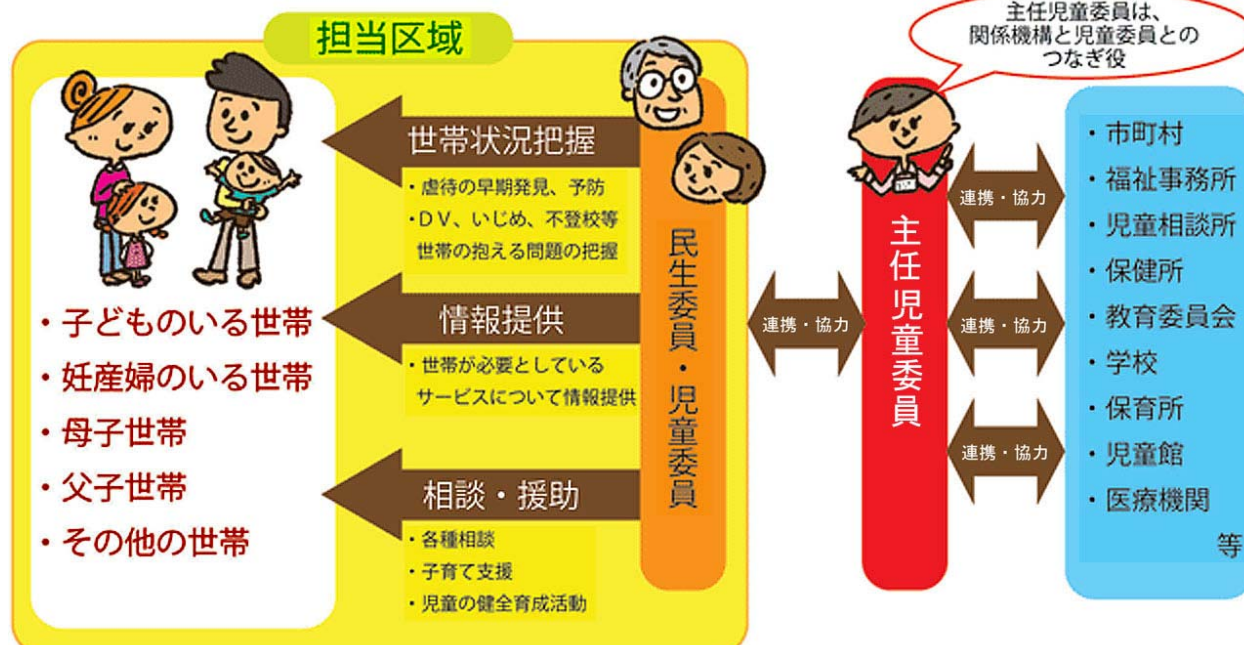 担当区域
・子どものいる世帯
・妊産婦のいる世帯
・母子世帯
・父子世帯
・その他の世帯
世帯状況把握
・虐待の早期発見、予防
・DV、いじめ、不登校等
世帯の抱える問題の把握
情報提供
・世帯が必要としている
サービスについて情報提供
相談・援助
・各種相談
・子育て支援
・児童の健全育成活動
民生委員・児童委員
連携・協力
主任児童委員は、
関係機構と児童委員との
つなぎ役
主任児童委員
連携・協力
連携・協力
連携・協力
・市町村
・福祉事務所
・児童相談所
・保健所
・教育委員会
・学校
・保育所
・児童館
・医療機関
等